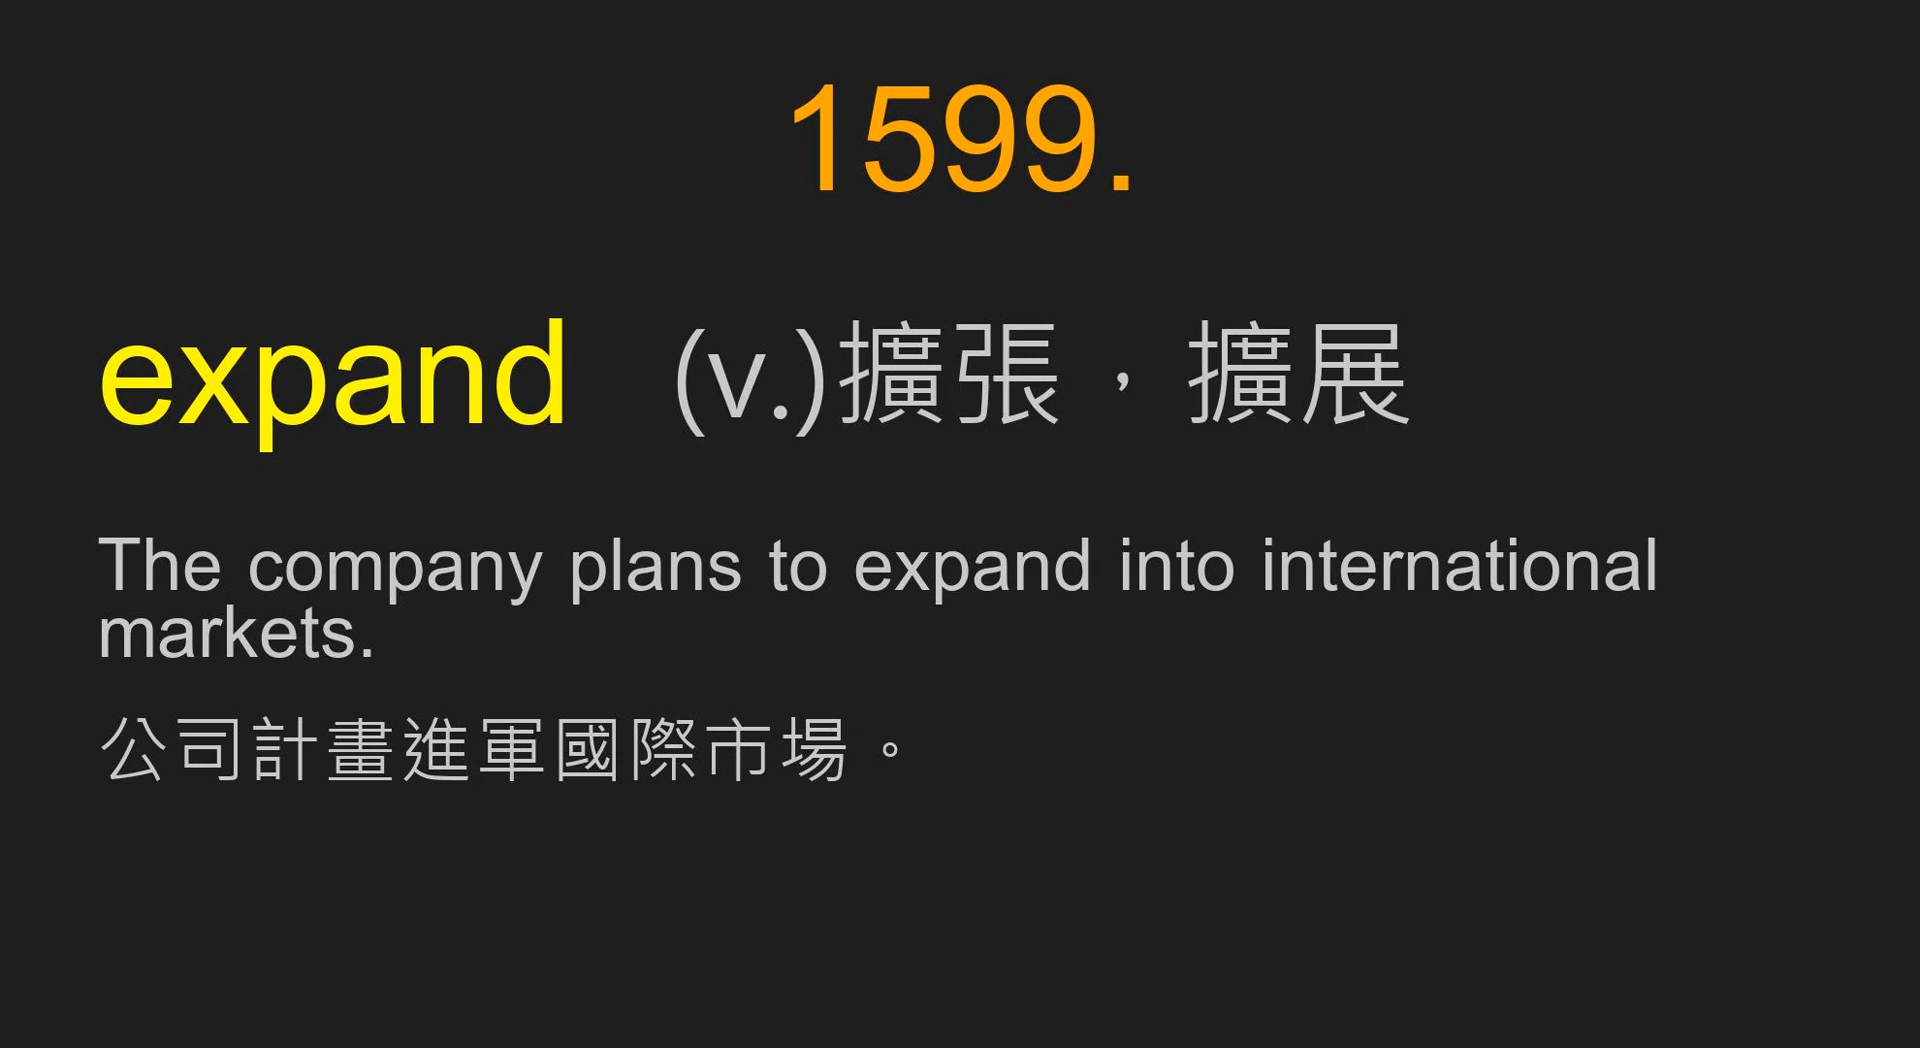 1599.
expand (v.)擴張，擴展
The company plans to expand into international
markets.
公司計畫進軍國際市場。